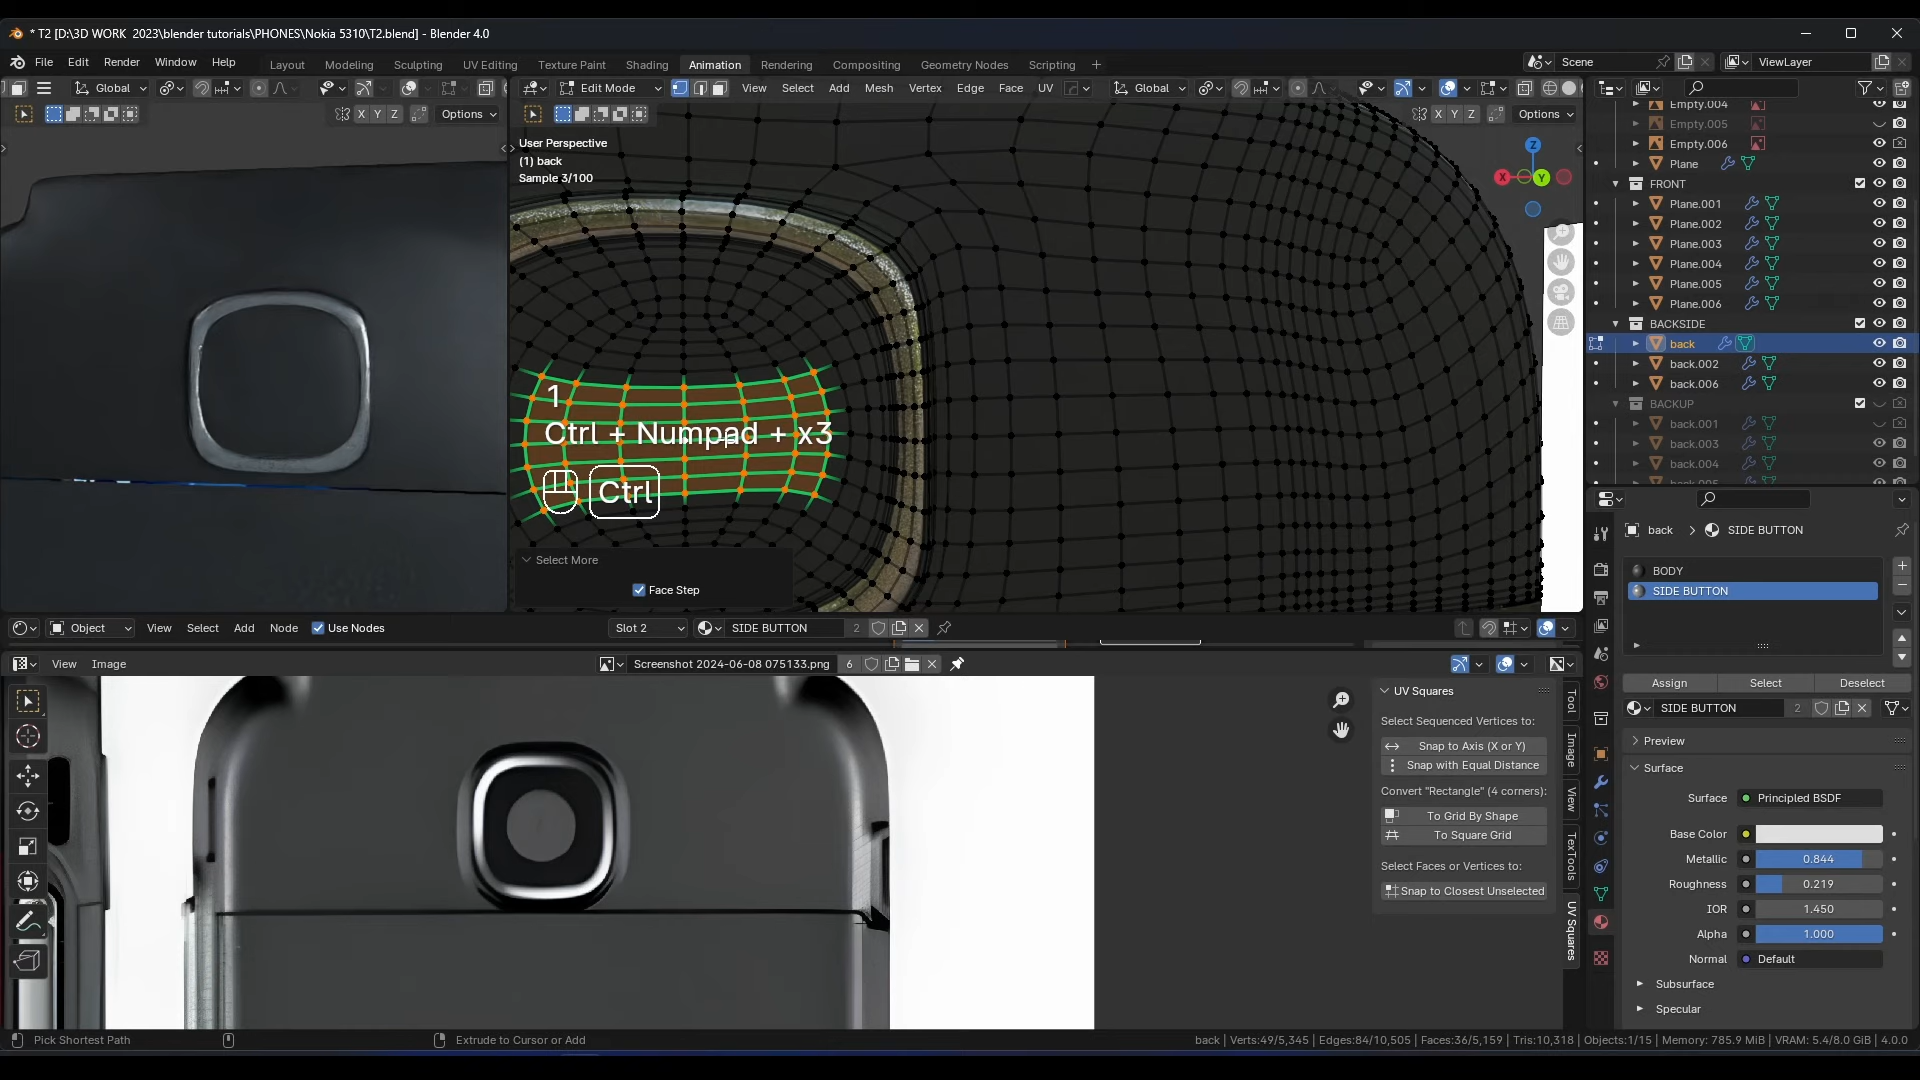 * T2 [D:\3D WORK  2023\blender tutorials\PHONES\Nokia 5310\T2.blend] - Blender 4.0
File Edit Render Window Help Layout Modeling Sculpting UV Editing Texture Paint Shading Animation Rendering Compositing Geometry Nodes Scripting + Scene ViewLayer
Global
Edit Mode View Select Add Mesh Vertex Edge Face UV Global
X Y Z Options
X Y Z Options
User Perspective
(1) back
Sample 3/100
Z
X
Y
1
Ctrl + Numpad + x3
Ctrl
Select More
Face Step
Empty.004
Empty.005
Empty.006
Plane
FRONT
Plane.001
Plane.002
Plane.003
Plane.004
Plane.005
Plane.006
BACKSIDE
back
back.002
back.006
BACKUP
back.001
back.003
back.004
back > SIDE BUTTON
BODY
SIDE BUTTON
Assign Select Deselect
SIDE BUTTON 2
Preview
Surface
Surface Principled BSDF
Base Color
Metallic 0.844
Roughness 0.219
IOR 1.450
Alpha 1.000
Normal Default
Subsurface
Specular
Object View Select Add Node Use Nodes Slot 2 SIDE BUTTON 2
View Image Screenshot 2024-06-08 075133.png 6
UV Squares
Select Sequenced Vertices to:
Snap to Axis (X or Y)
Snap with Equal Distance
Convert "Rectangle" (4 corners):
To Grid By Shape
To Square Grid
Select Faces or Vertices to:
Snap to Closest Unselected
Tool
Image
View
TexTools
UV Squares
Pick Shortest Path Extrude to Cursor or Add back | Verts:49/5,345 | Edges:84/10,505 | Faces:36/5,159 | Tris:10,318 | Objects:1/15 | Memory: 785.9 MiB | VRAM: 5.4/8.0 GiB | 4.0.0